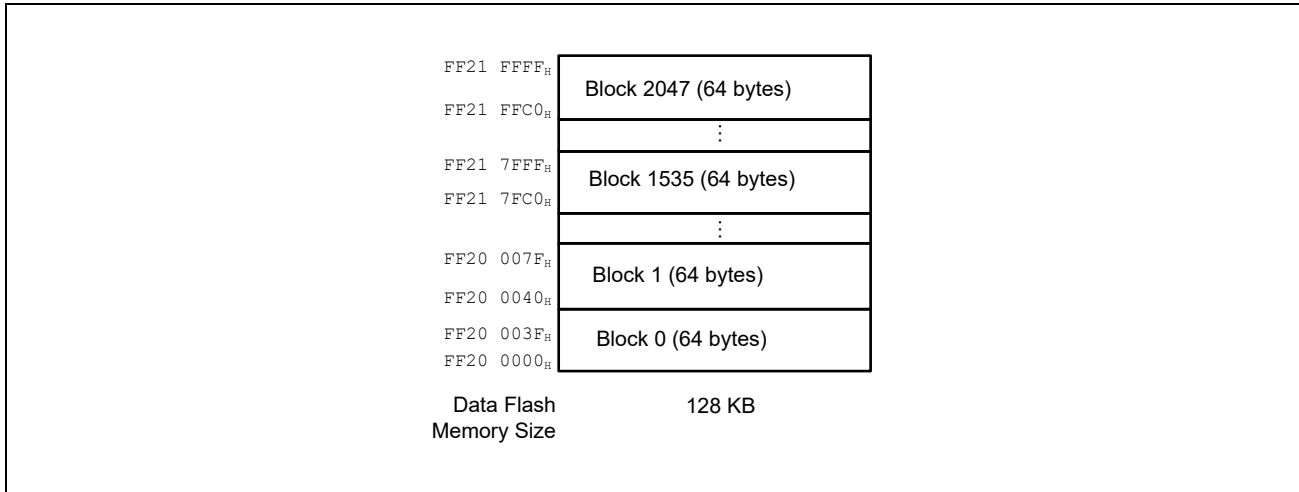 FF21 FFFFH
Block 2047 (64 bytes)
FF21 FFC0H
⋮
FF21 7FFFH
Block 1535 (64 bytes)
FF21 7FC0H
⋮
FF20 007FH
Block 1 (64 bytes)
FF20 0040H
FF20 003FH
Block 0 (64 bytes)
FF20 0000H
Data Flash 128 KB
Memory Size